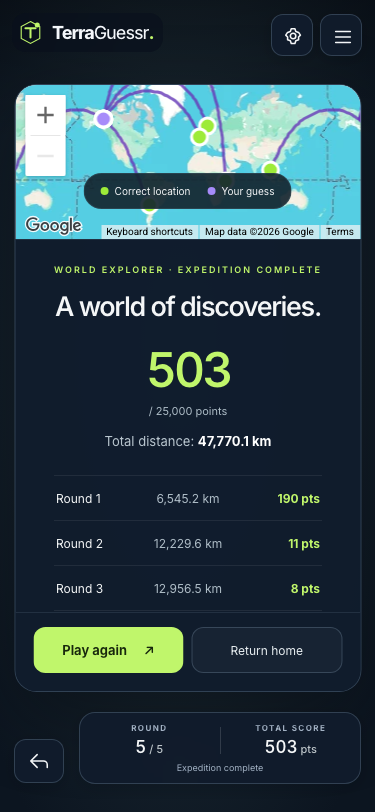 TerraGuessr.
Correct location
Your guess
Google
Keyboard shortcuts
Map data ©2026 Google
Terms
WORLD EXPLORER · EXPEDITION COMPLETE
A world of discoveries.
503
/ 25,000 points
Total distance: 47,770.1 km
Round 1 6,545.2 km 190 pts
Round 2 12,229.6 km 11 pts
Round 3 12,956.5 km 8 pts
Play again
Return home
ROUND
5 / 5
TOTAL SCORE
503 pts
Expedition complete